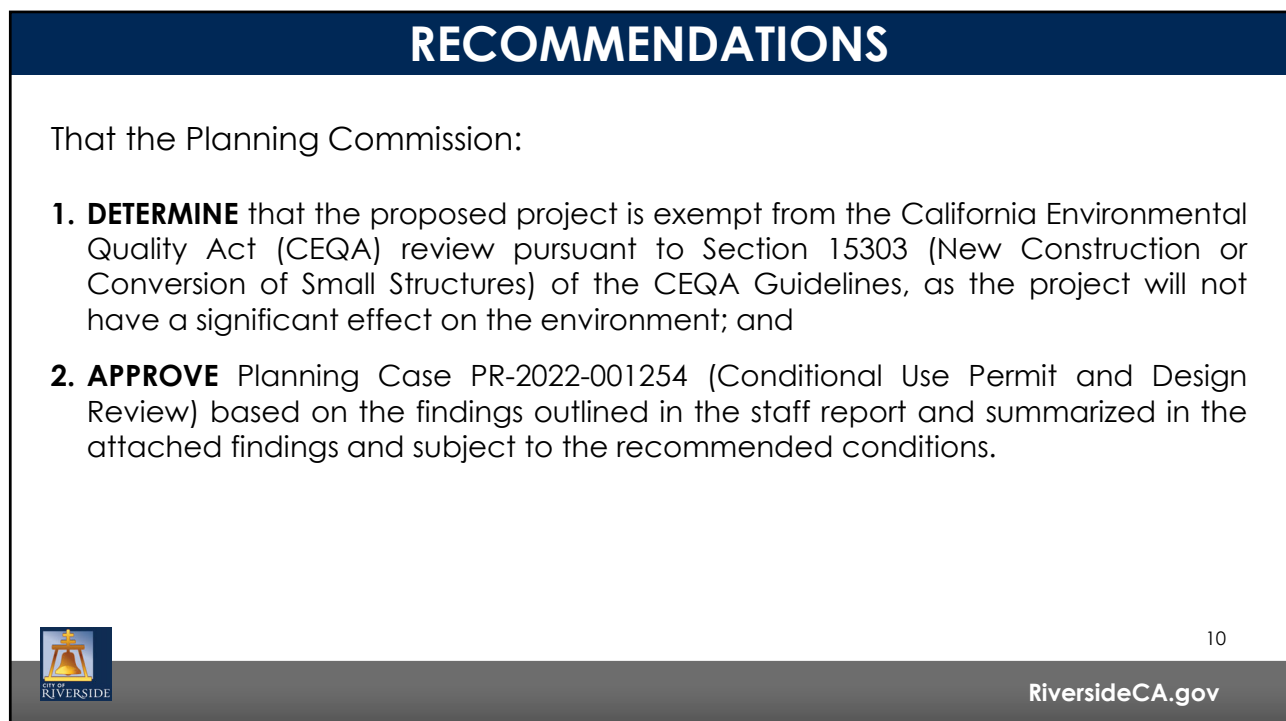 RECOMMENDATIONS
That the Planning Commission:
1. DETERMINE that the proposed project is exempt from the California Environmental
Quality Act (CEQA) review pursuant to Section 15303 (New Construction or
Conversion of Small Structures) of the CEQA Guidelines, as the project will not
have a significant effect on the environment; and
2. APPROVE Planning Case PR-2022-001254 (Conditional Use Permit and Design
Review) based on the findings outlined in the staff report and summarized in the
attached findings and subject to the recommended conditions.
10
CITY OF
RIVERSIDE
RiversideCA.gov